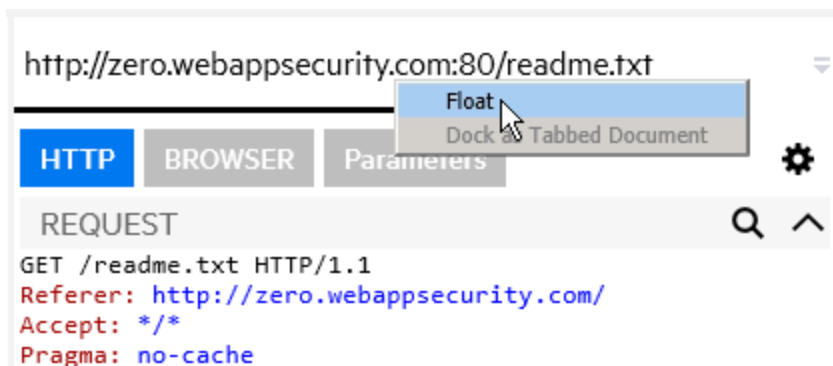 http://zero.webappsecurity.com:80/readme.txt
Float
Dock as Tabbed Document
HTTP BROWSER Parameters
REQUEST
GET /readme.txt HTTP/1.1
Referer: http://zero.webappsecurity.com/
Accept: */*
Pragma: no-cache